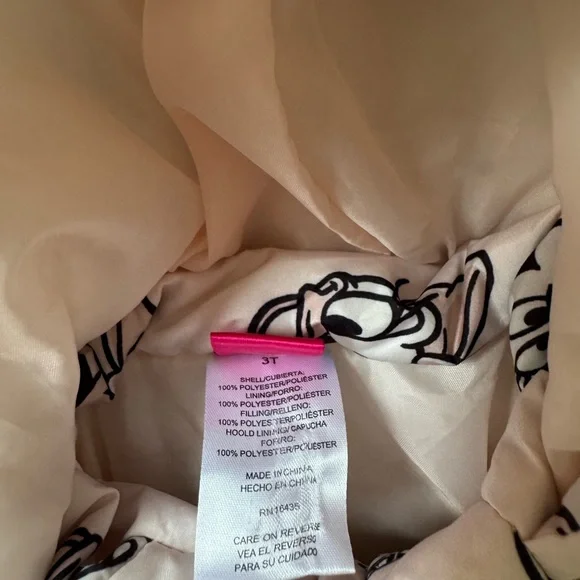 3T
SHELL/CUBIERTA:
100% POLYESTER/POLIÉSTER
LINING/FORRO:
100% POLYESTER/POLIÉSTER
FILLING/RELLENO:
100% POLYESTER/POLIÉSTER
HOOLD LINING/CAPUCHA
FORRO:
100% POLYESTER/POLIÉSTER
MADE IN CHINA
HECHO EN CHINA
RN16435
CARE ON REVERSE
VEA EL REVERSO PARA
SU CUIDADO